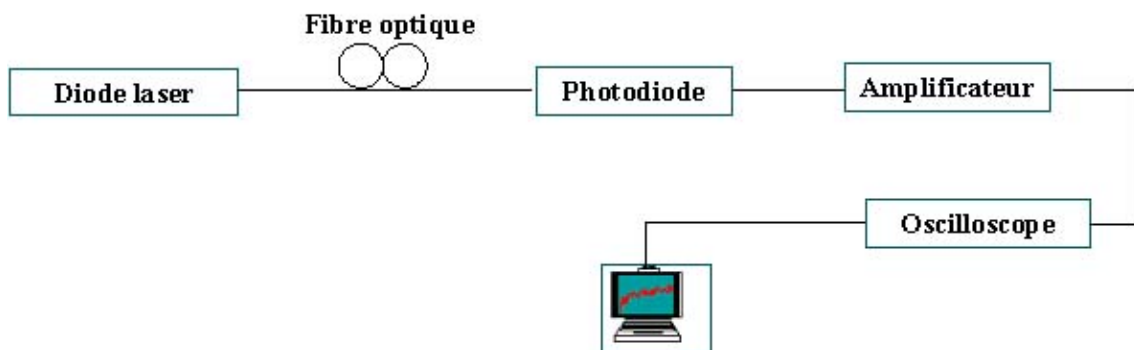 Fibre optique
Diode laser
Photodiode
Amplificateur
Oscilloscope